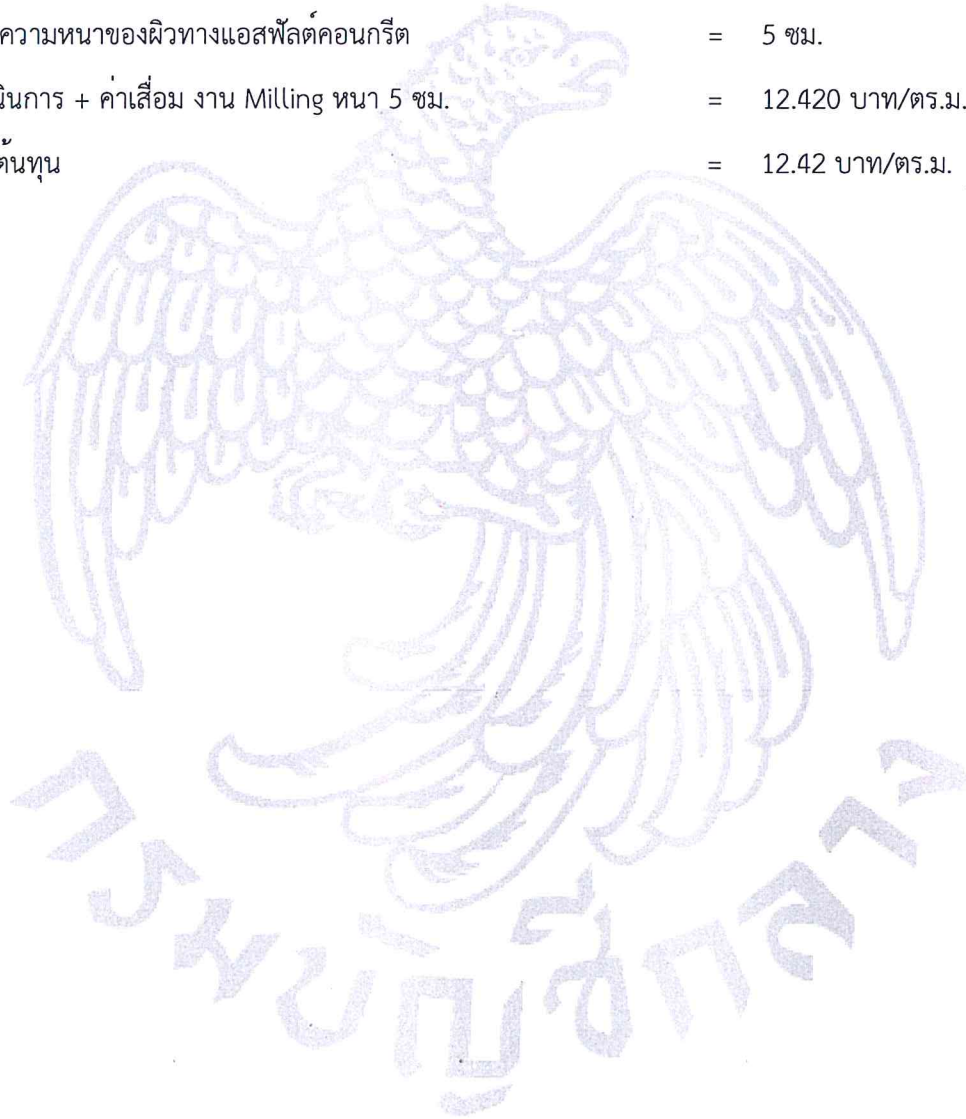 ความหนาของผิวทางแอสฟัลต์คอนกรีต = 5 ซม.
นินการ + ค่าเสื่อม งาน Milling หนา 5 ซม. = 12.420 บาท/ตร.ม.
ต้นทุน = 12.42 บาท/ตร.ม.
กรมบัญชีกลาง